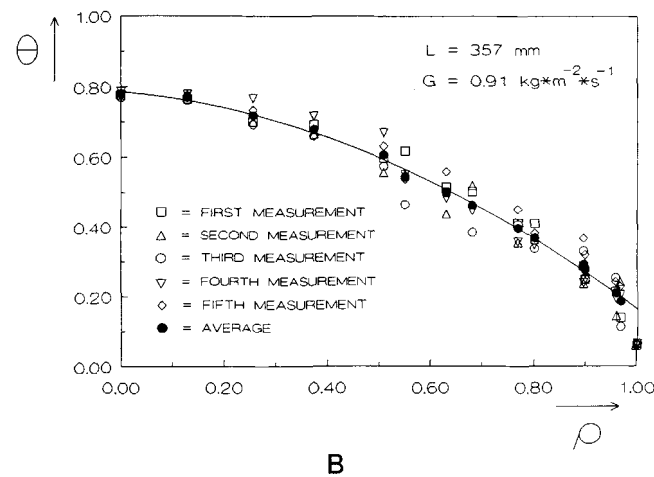 1.00
Θ
L = 357 mm
G = 0.91 kg*m⁻²*s⁻¹
0.80
0.60
0.40
□ = FIRST MEASUREMENT
△ = SECOND MEASUREMENT
○ = THIRD MEASUREMENT
▽ = FOURTH MEASUREMENT
◇ = FIFTH MEASUREMENT
● = AVERAGE
0.20
0.00
0.00 0.20 0.40 0.60 0.80 1.00
ρ
B